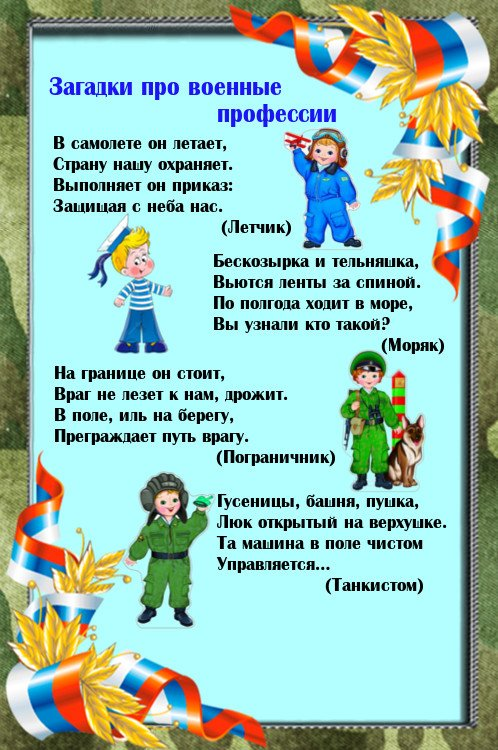 Загадки про военные
профессии
В самолете он летает,
Страну нашу охраняет.
Выполняет он приказ:
Защищая с неба нас.
(Летчик)
Бескозырка и тельняшка,
Вьются ленты за спиной.
По полгода ходит в море,
Вы узнали кто такой?
(Моряк)
На границе он стоит,
Враг не лезет к нам, дрожит.
В поле, иль на берегу,
Преграждает путь врагу.
(Пограничник)
Гусеницы, башня, пушка,
Люк открытый на верхушке.
Та машина в поле чистом
Управляется...
(Танкистом)